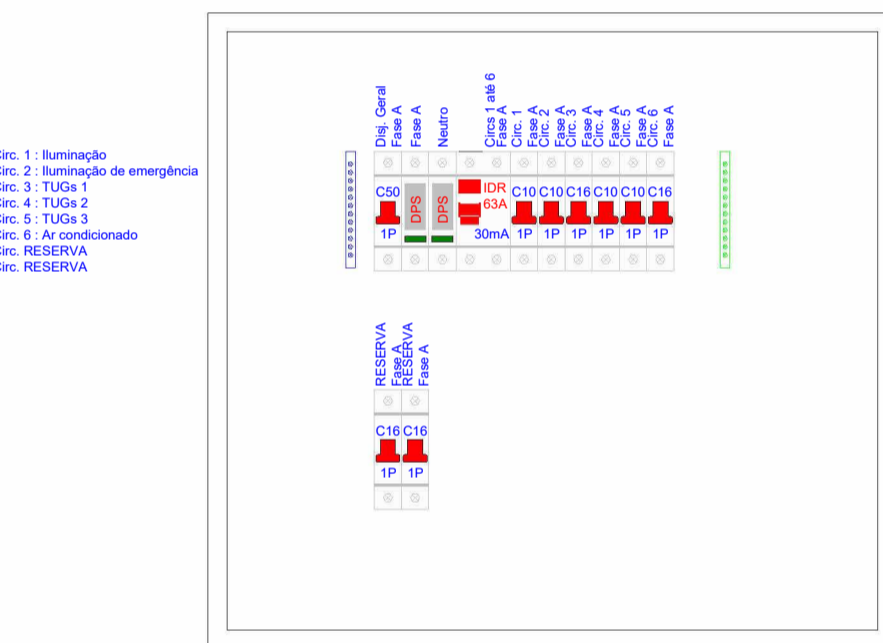 Circ. 1 : Iluminação
Circ. 2 : Iluminação de emergência
Circ. 3 : TUGs 1
Circ. 4 : TUGs 2
Circ. 5 : TUGs 3
Circ. 6 : Ar condicionado
Circ. RESERVA
Circ. RESERVA
Disj. Geral
Fase A
Fase A
Neutro
Circs 1 até 6
Fase A
Circ. 1
Fase A
Circ. 2
Fase A
Circ. 3
Fase A
Circ. 4
Fase A
Circ. 5
Fase A
Circ. 6
Fase A
C50
1P
DPS
DPS
IDR
63A
30mA
C10
1P
C10
1P
C16
1P
C10
1P
C10
1P
C16
1P
RESERVA
Fase A
RESERVA
Fase A
C16
1P
C16
1P